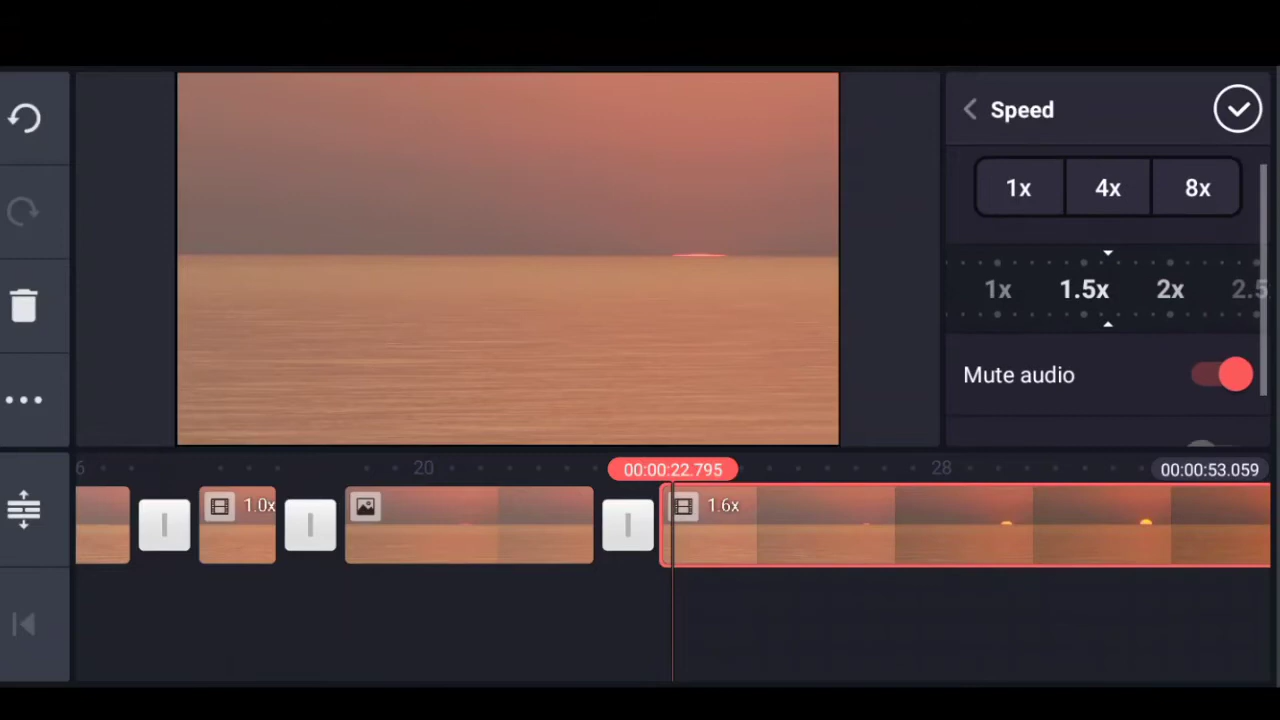 Speed
1x 4x 8x
1x 1.5x 2x 2.5
Mute audio
6 20 00:00:22.795 28 00:00:53.059
1.0x 1.6x